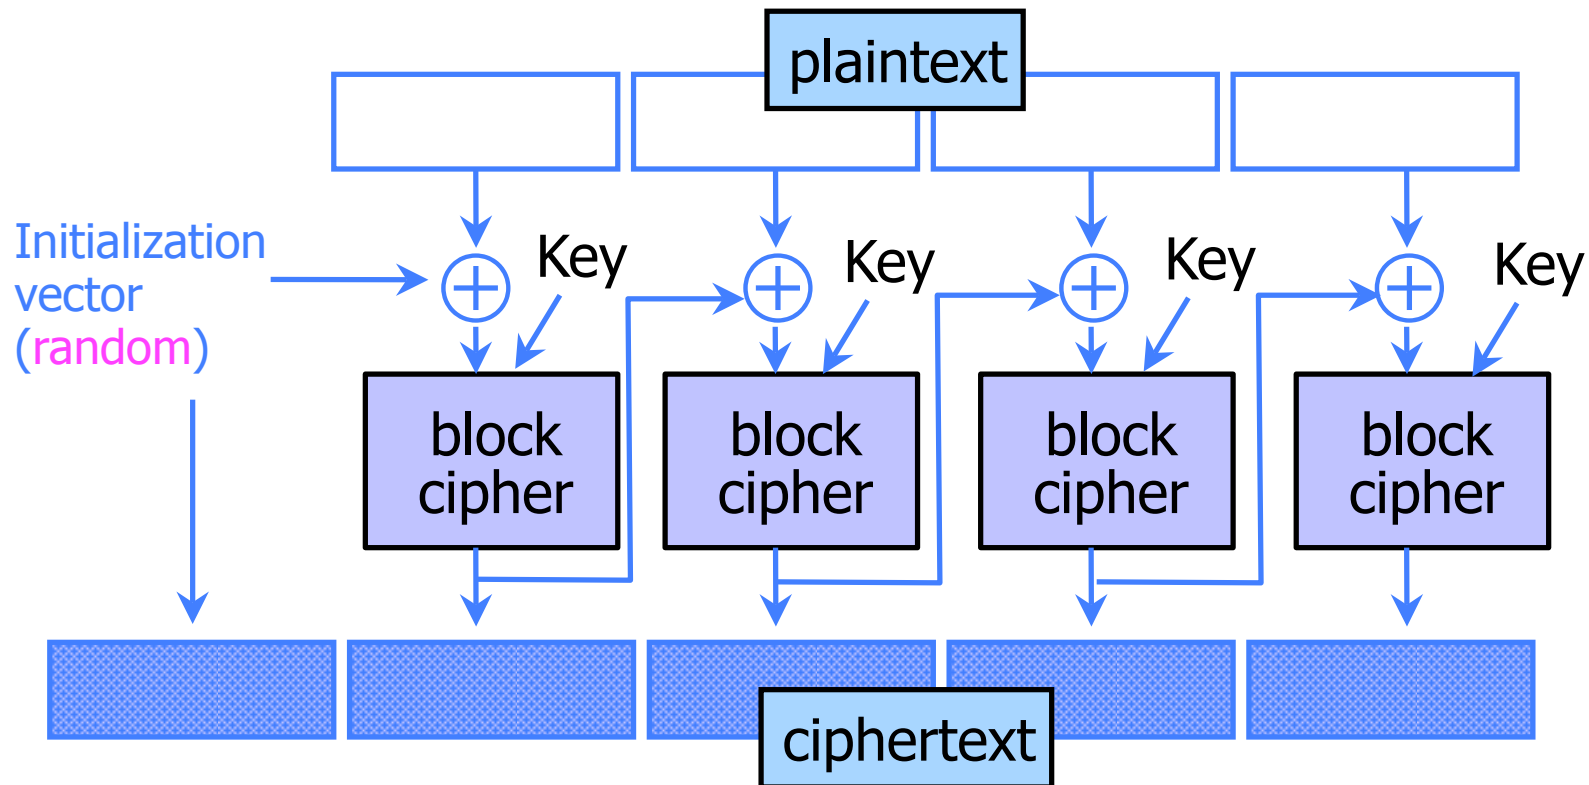 plaintext
Initialization
vector
(random)
Key
Key
Key
Key
block
cipher
block
cipher
block
cipher
block
cipher
ciphertext